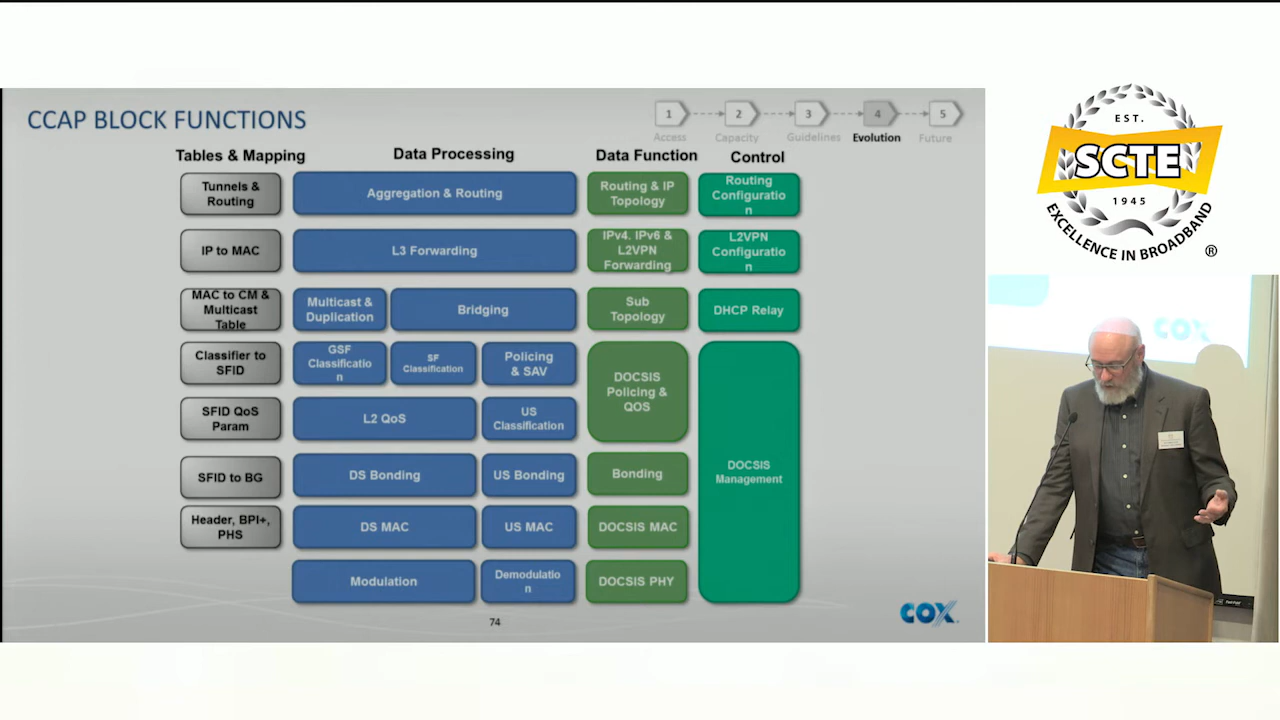 CCAP BLOCK FUNCTIONS
1
2
3
4
5
Access
Capacity
Guidelines
Evolution
Future
Tables & Mapping
Data Processing
Data Function
Control
Tunnels &
Routing
Aggregation & Routing
Routing & IP
Topology
Routing
Configuratio
n
IP to MAC
L3 Forwarding
IPv4. IPv6 &
L2VPN
Forwarding
L2VPN
Configuratio
n
MAC to CM &
Multicast
Table
Multicast &
Duplication
Bridging
Sub
Topology
DHCP Relay
Classifier to
SFID
GSF
Classificatio
n
SF
Classification
Policing
& SAV
DOCSIS
Policing &
QOS
SFID QoS
Param
L2 QoS
US
Classification
SFID to BG
DS Bonding
US Bonding
Bonding
DOCSIS
Management
Header, BPI+,
PHS
DS MAC
US MAC
DOCSIS MAC
Modulation
Demodulatio
n
DOCSIS PHY
74
COX
EST.
SCTE
1945
EXCELLENCE IN BROADBAND
®
COX